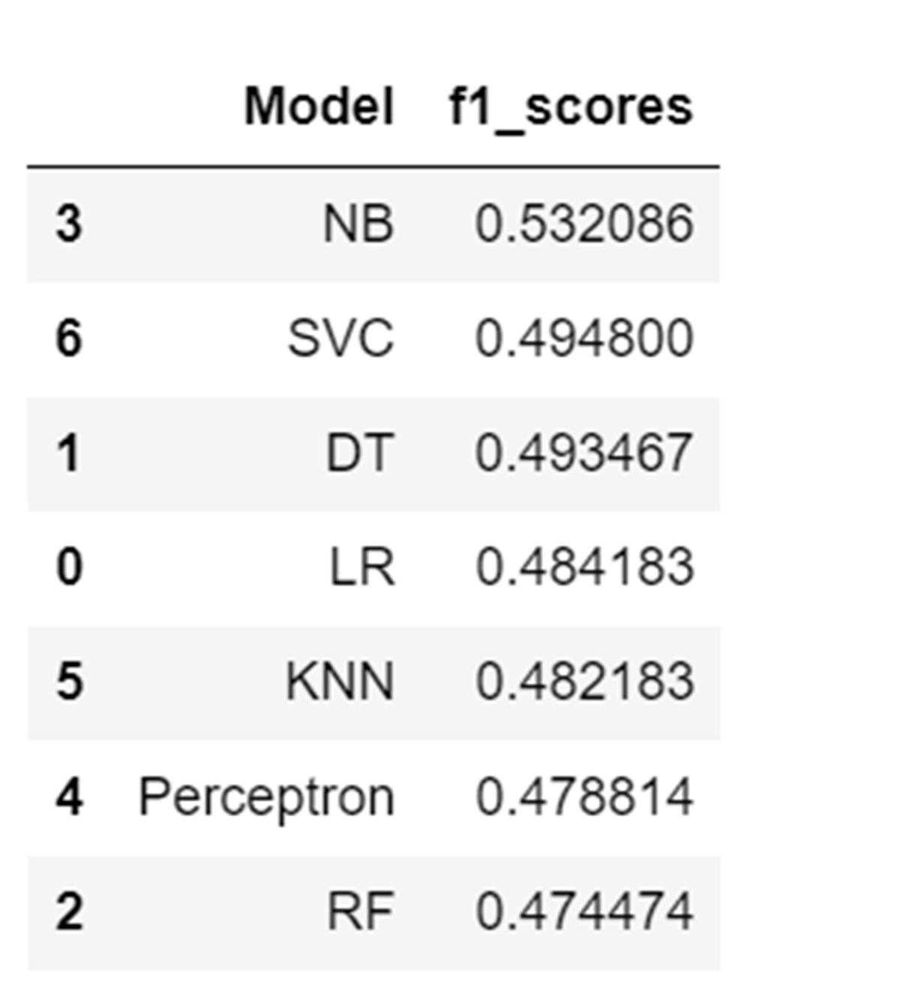 Model f1_scores
3 NB 0.532086
6 SVC 0.494800
1 DT 0.493467
0 LR 0.484183
5 KNN 0.482183
4 Perceptron 0.478814
2 RF 0.474474